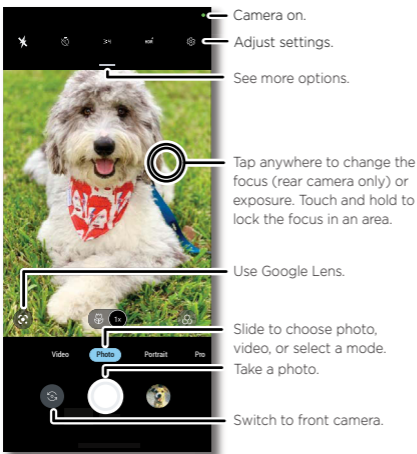 Camera on.
Adjust settings.
See more options.
Tap anywhere to change the
focus (rear camera only) or
exposure. Touch and hold to
lock the focus in an area.
Use Google Lens.
1x
Slide to choose photo,
video, or select a mode.
Video Photo Portrait Pro
Take a photo.
Switch to front camera.